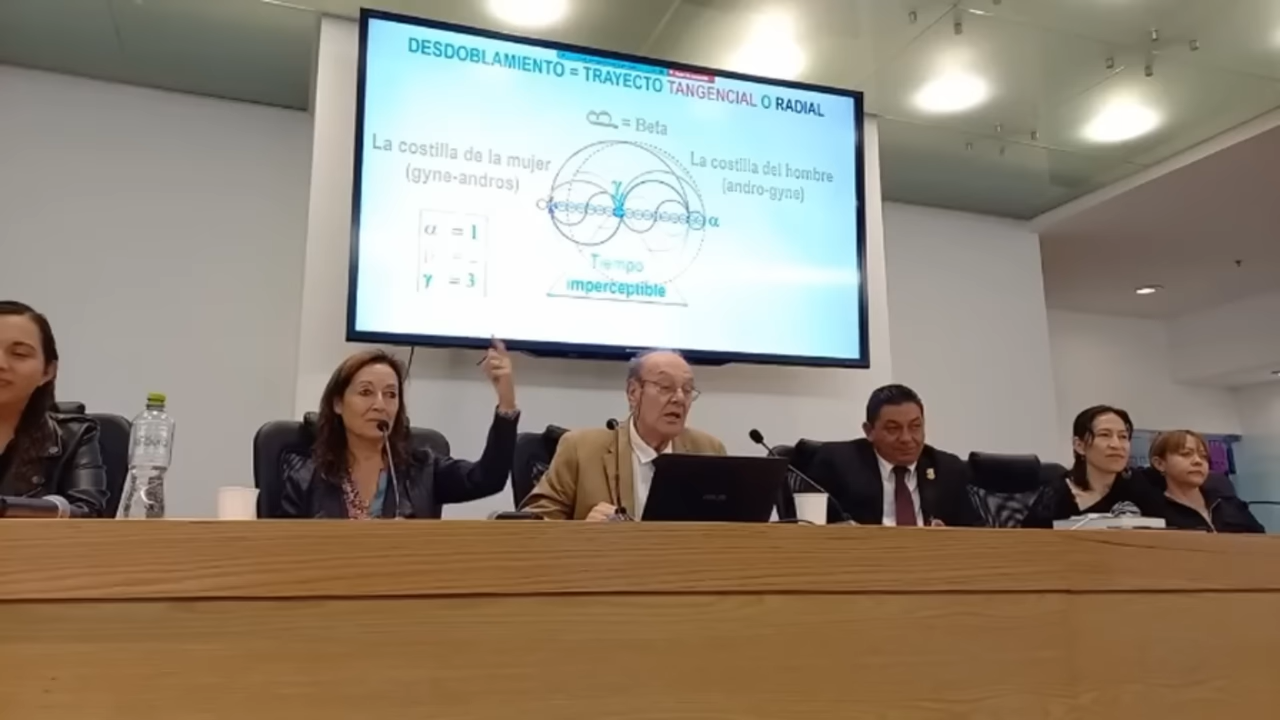 DESDOBLAMIENTO = TRAYECTO TANGENCIAL O RADIAL
= Beta
La costilla de la mujer
(gyne-andros)
La costilla del hombre
(andro-gyne)
γ
α
α = 1
γ = 3
Tiempo
imperceptible